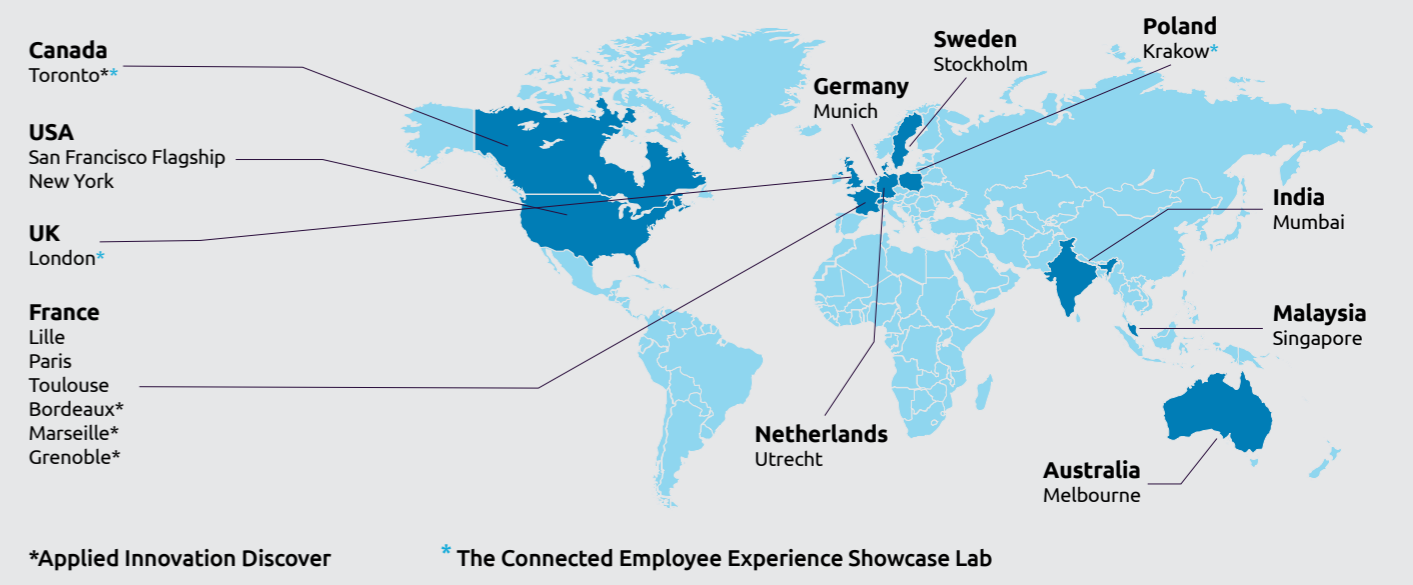 Canada
Toronto**
USA
San Francisco Flagship
New York
UK
London*
France
Lille
Paris
Toulouse
Bordeaux*
Marseille*
Grenoble*
Germany
Munich
Sweden
Stockholm
Poland
Krakow*
India
Mumbai
Malaysia
Singapore
Netherlands
Utrecht
Australia
Melbourne
*Applied Innovation Discover
* The Connected Employee Experience Showcase Lab